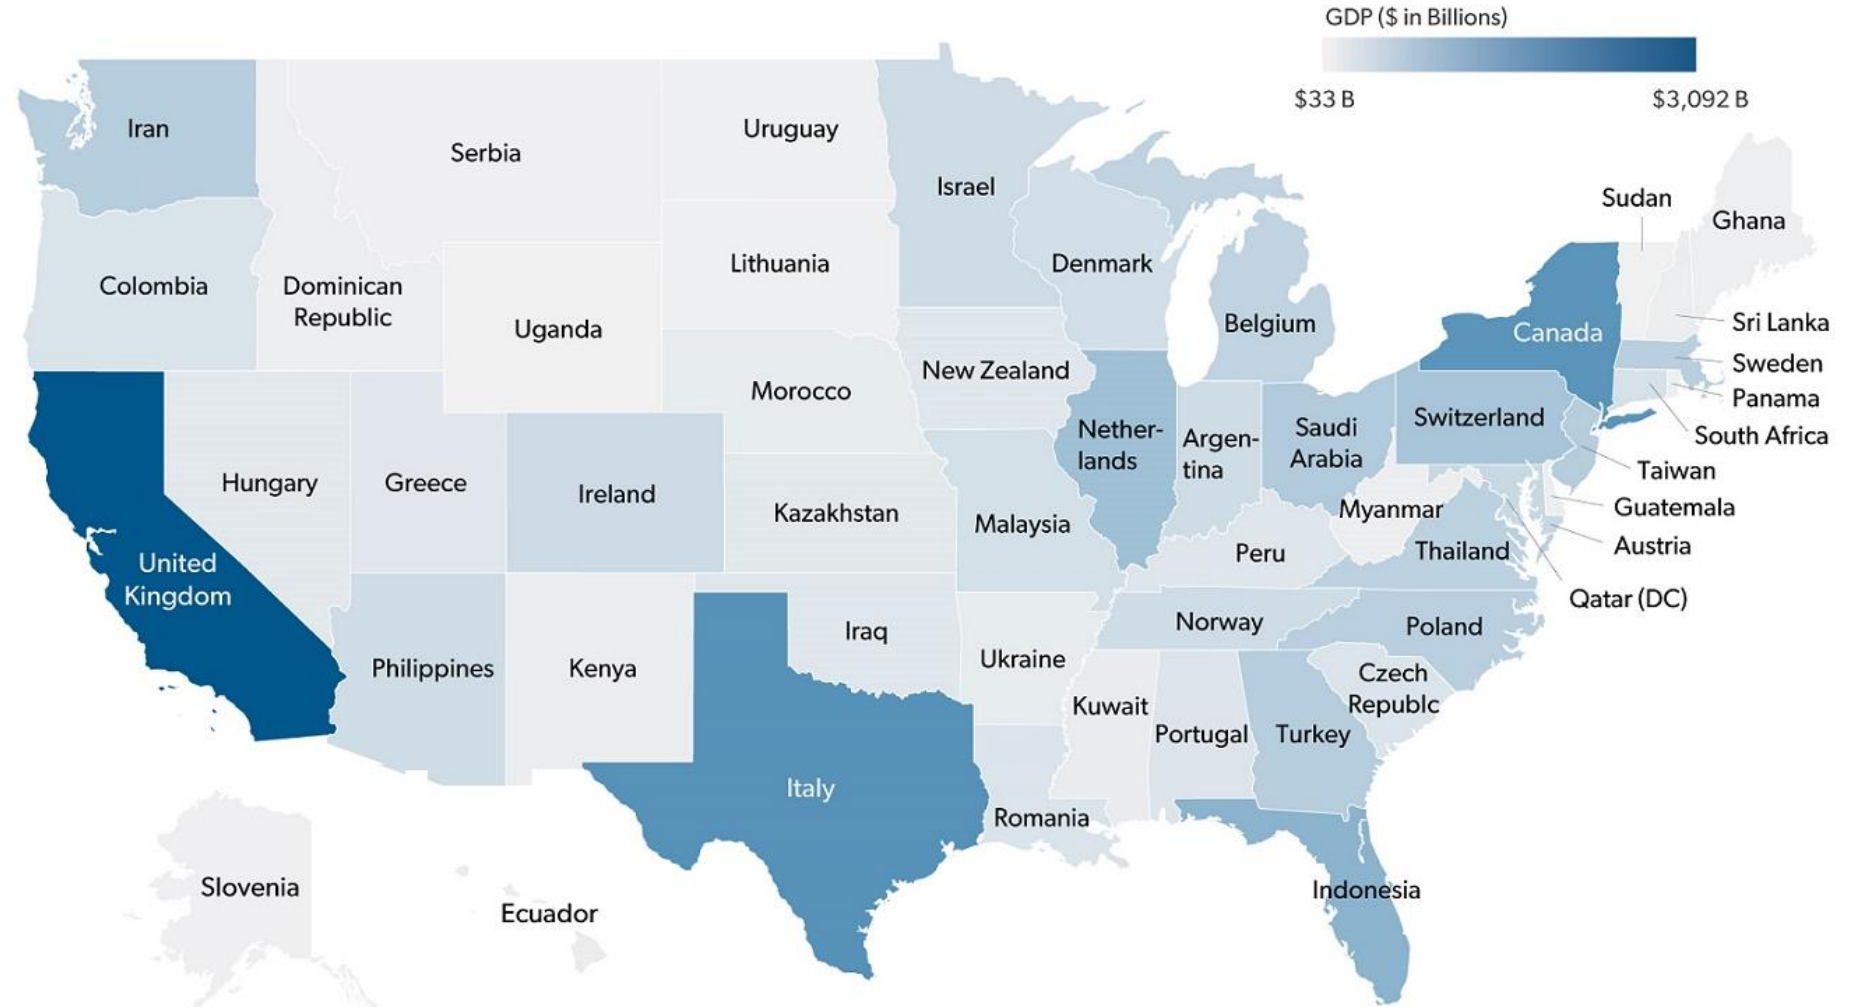 GDP ($ in Billions)
$33 B
$3,092 B
Iran
Serbia
Uruguay
Israel
Sudan
Ghana
Colombia
Dominican
Republic
Uganda
Lithuania
Denmark
Belgium
Canada
Sri Lanka
Sweden
Panama
South Africa
New Zealand
Morocco
Nether-
lands
Argen-
tina
Saudi
Arabia
Switzerland
Taiwan
Guatemala
Austria
Qatar (DC)
Hungary
Greece
Ireland
Kazakhstan
Malaysia
Myanmar
Thailand
Peru
United
Kingdom
Philippines
Kenya
Iraq
Ukraine
Norway
Poland
Czech
Republc
Kuwait
Portugal
Turkey
Italy
Romania
Indonesia
Slovenia
Ecuador